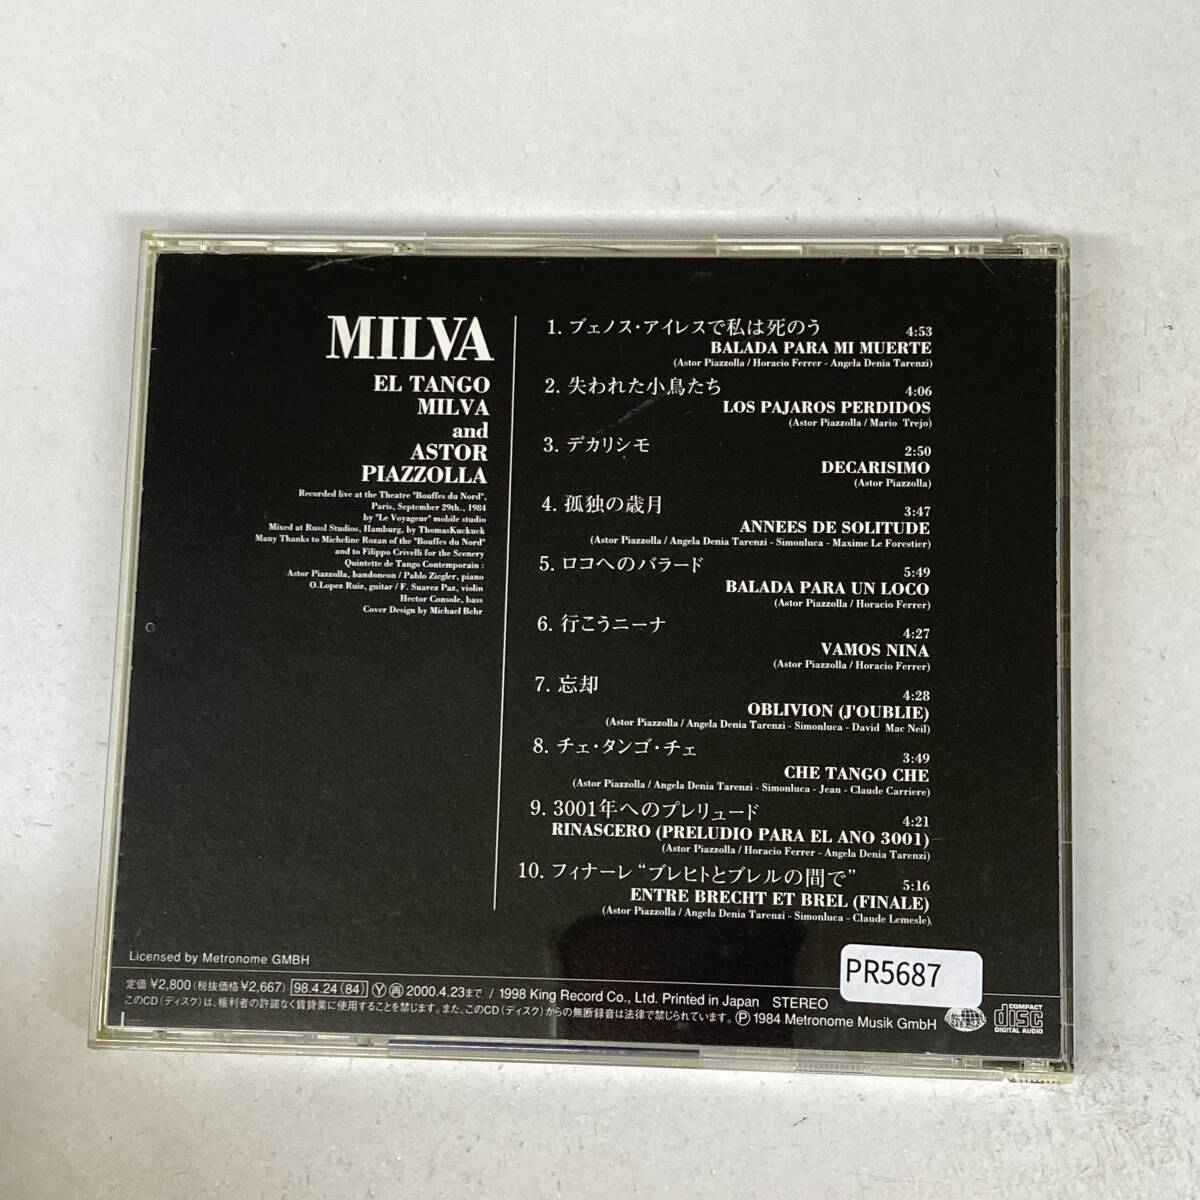 MILVA
EL TANGO
MILVA
and
ASTOR
PIAZZOLLA
Recorded live at the Theatre "Bouffes du Nord",
Paris, September 29th., 1984
by "Le Voyageur" mobile studio
Mixed at Russl Studios, Hamburg, by ThomasKuckuck
Many Thanks to Micheline Rozan of the "Bouffes du Nord"
and to Filippo Crivelli for the Scenery
Quintette de Tango Contemporain :
Astor Piazzolla, bandoneon / Pablo Ziegler, piano
O.Lopez Ruiz, guitar / F. Suarez Paz, violin
Hector Console, bass
Cover Design by Michael Behr
1. ブェノス・アイレスで私は死のう 4:53
BALADA PARA MI MUERTE
(Astor Piazzolla / Horacio Ferrer - Angela Denia Tarenzi)
2. 失われた小鳥たち 4:06
LOS PAJAROS PERDIDOS
(Astor Piazzolla / Mario Trejo)
3. デカリシモ 2:50
DECARISIMO
(Astor Piazzolla)
4. 孤独の歳月 3:47
ANNEES DE SOLITUDE
(Astor Piazzolla / Angela Denia Tarenzi - Simonluca - Maxime Le Forestier)
5. ロコへのバラード 5:49
BALADA PARA UN LOCO
(Astor Piazzolla / Horacio Ferrer)
6. 行こうニーナ 4:27
VAMOS NINA
(Astor Piazzolla / Horacio Ferrer)
7. 忘却 4:28
OBLIVION (J'OUBLIE)
(Astor Piazzolla / Angela Denia Tarenzi - Simonluca - David Mac Neil)
8. チェ・タンゴ・チェ 3:49
CHE TANGO CHE
(Astor Piazzolla / Angela Denia Tarenzi - Simonluca - Jean - Claude Carriere)
9. 3001年へのプレリュード 4:21
RINASCERO (PRELUDIO PARA EL ANO 3001)
(Astor Piazzolla / Horacio Ferrer - Angela Denia Tarenzi)
10. フィナーレ“ブレヒトとブレルの間で” 5:16
ENTRE BRECHT ET BREL (FINALE)
(Astor Piazzolla / Angela Denia Tarenzi - Simonluca - Claude Lemesle)
Licensed by Metronome GMBH
PR5687
定価 ¥2,800(税抜価格 ¥2,667) 98.4.24(84) Ⓨ㊐ 2000.4.23まで / 1998 King Record Co., Ltd. Printed in Japan STEREO
このCD(ディスク)は、権利者の許諾なく賃貸業に使用することを禁じます。また、このCD(ディスク)からの無断録音は法律で禁じられています。Ⓟ 1984 Metronome Musik GmbH
COMPACT
disc
DIGITAL AUDIO